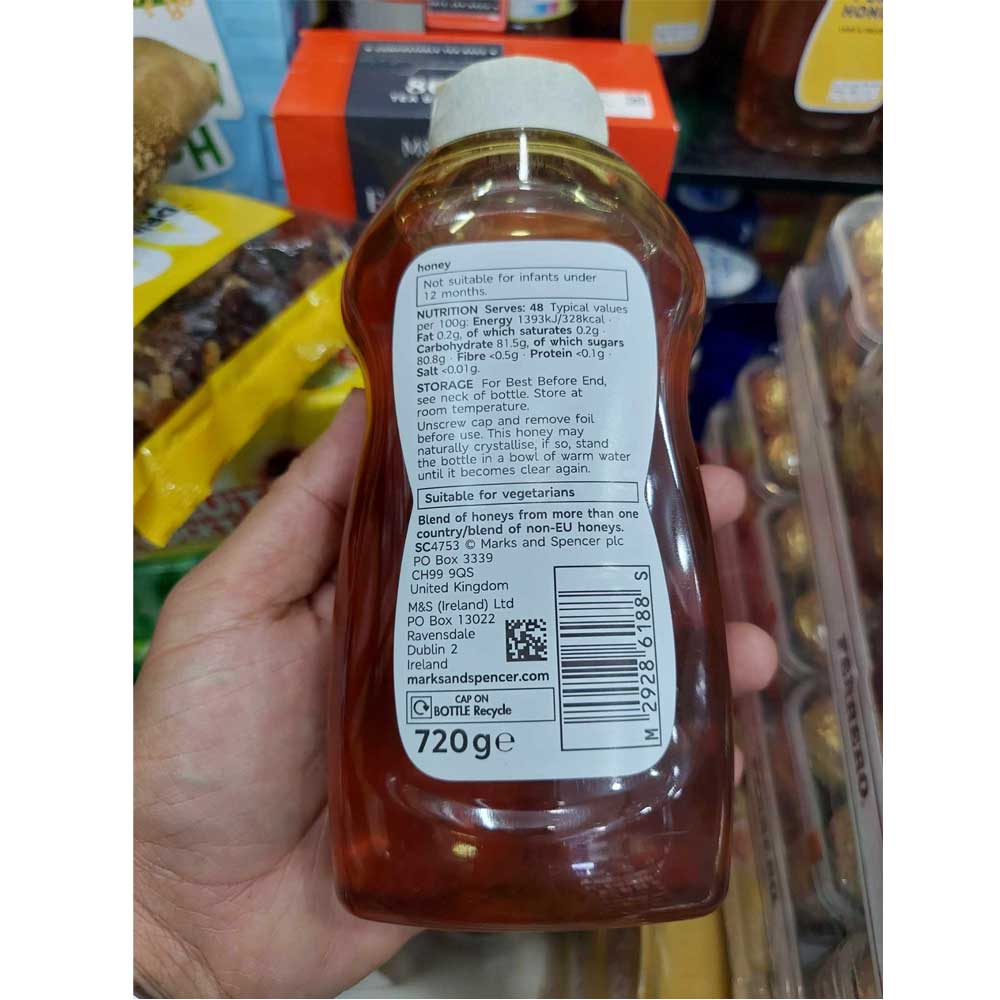 HON
honey
Not suitable for infants under
12 months.
NUTRITION Serves: 48 Typical values
per 100g: Energy 1393kJ/328kcal ·
Fat 0.2g, of which saturates 0.2g ·
Carbohydrate 81.5g, of which sugars
80.8g · Fibre <0.5g · Protein <0.1g ·
Salt <0.01g.
STORAGE For Best Before End,
see neck of bottle. Store at
room temperature.
Unscrew cap and remove foil
before use. This honey may
naturally crystallise, if so, stand
the bottle in a bowl of warm water
until it becomes clear again.
Suitable for vegetarians
Blend of honeys from more than one
country/blend of non-EU honeys.
SC4753 © Marks and Spencer plc
PO Box 3339
CH99 9QS
United Kingdom
M&S (Ireland) Ltd
PO Box 13022
Ravensdale
Dublin 2
Ireland
marksandspencer.com
CAP ON
BOTTLE Recycle
720g℮
M 2928 6188 S
FERRERO